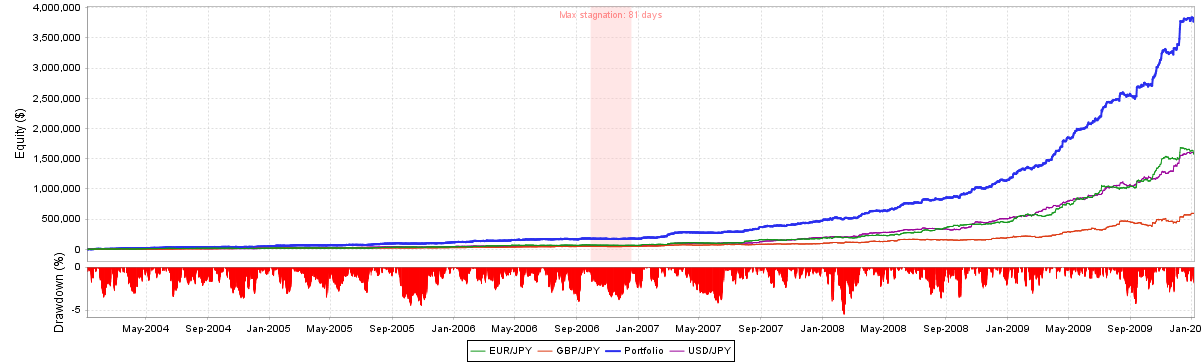 Max stagnation: 81 days
4,000,000
3,500,000
3,000,000
2,500,000
2,000,000
1,500,000
1,000,000
500,000
0
Equity ($)
0
-5
Drawdown (%)
May-2004 Sep-2004 Jan-2005 May-2005 Sep-2005 Jan-2006 May-2006 Sep-2006 Jan-2007 May-2007 Sep-2007 Jan-2008 May-2008 Sep-2008 Jan-2009 May-2009 Sep-2009 Jan-20
EUR/JPY GBP/JPY Portfolio USD/JPY